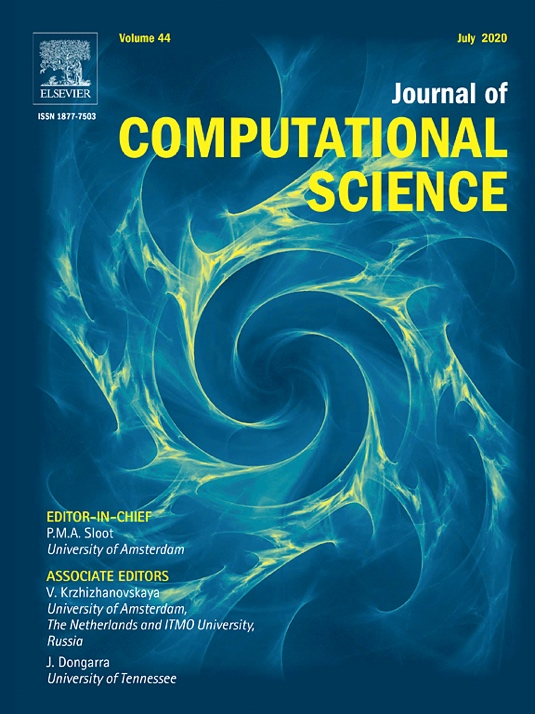 Volume 44
July 2020
ELSEVIER
ISSN 1877-7503
Journal of
COMPUTATIONAL
SCIENCE
EDITOR-IN-CHIEF
P.M.A. Sloot
University of Amsterdam
ASSOCIATE EDITORS
V. Krzhizhanovskaya
University of Amsterdam,
The Netherlands and ITMO University,
Russia
J. Dongarra
University of Tennessee